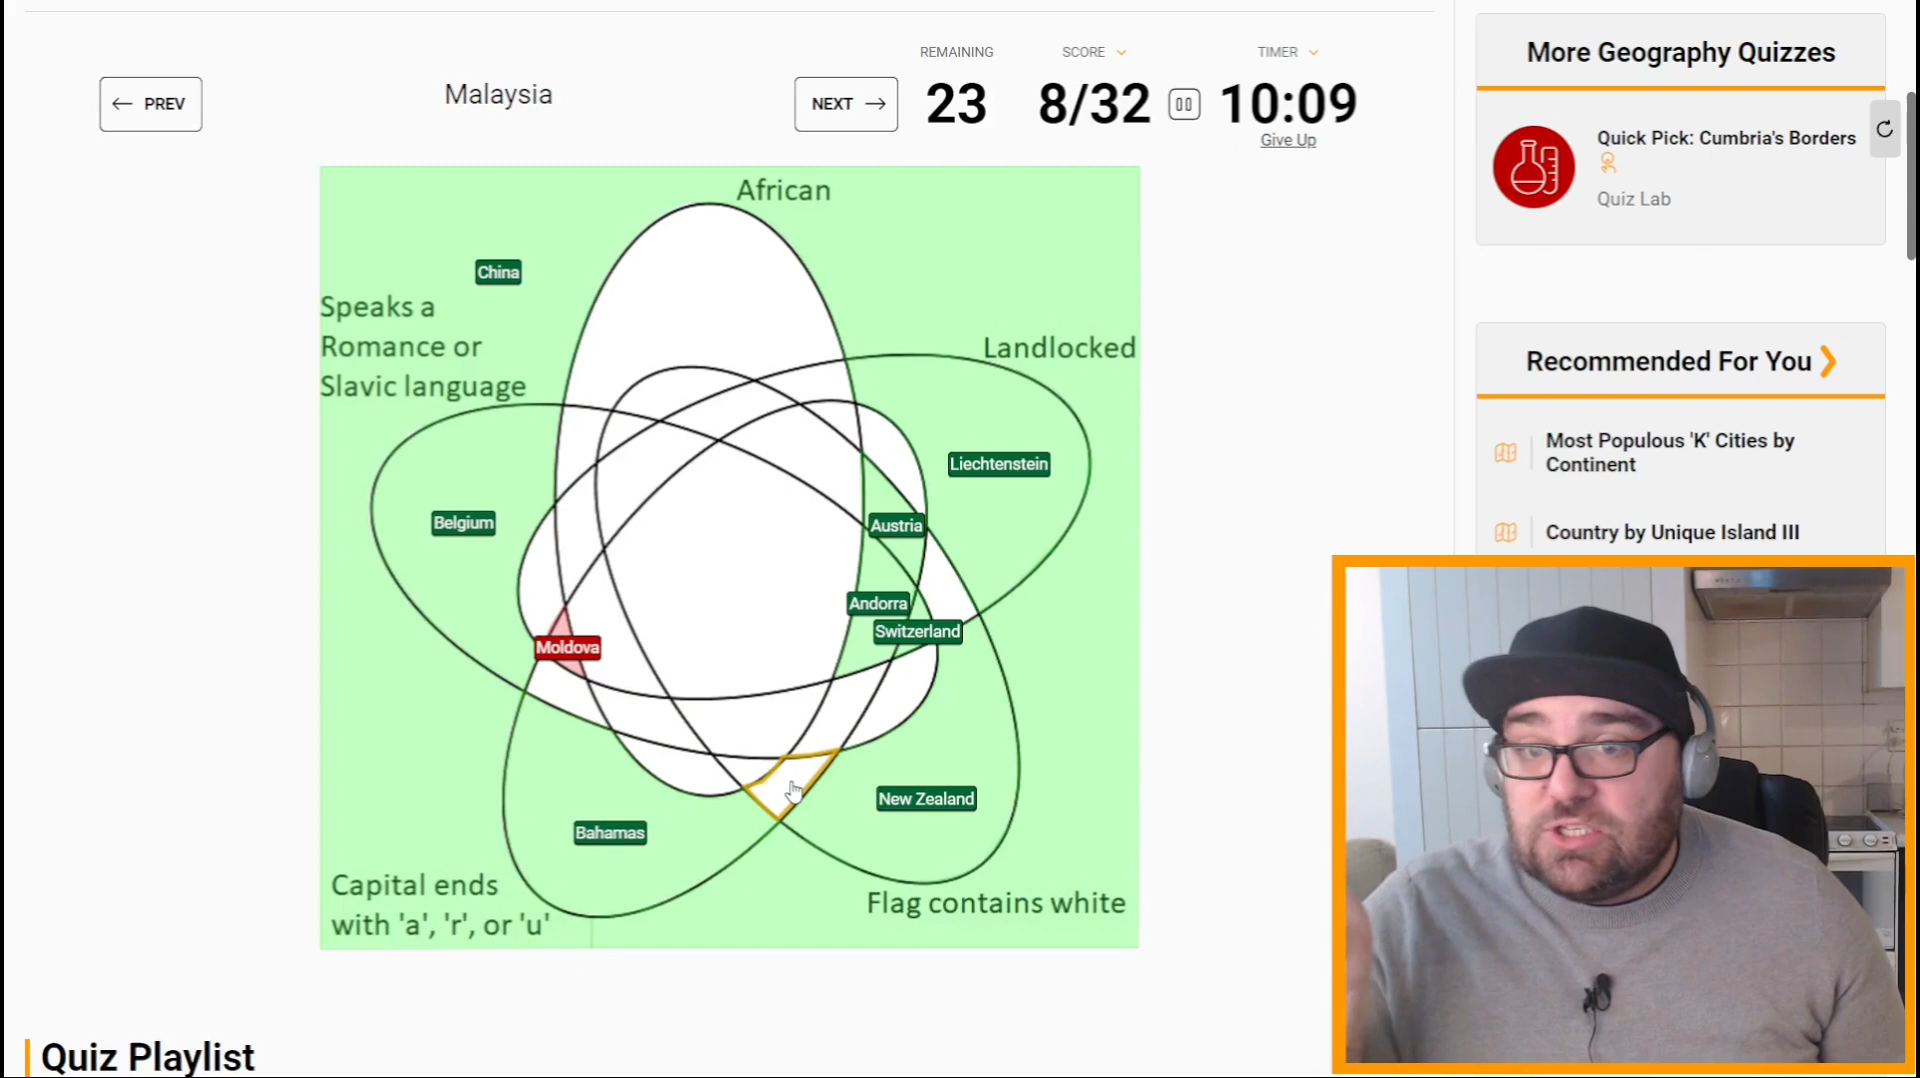 REMAINING
SCORE
TIMER
← PREV
Malaysia
NEXT →
23
8/32
10:09
Give Up
African
China
Speaks a
Romance or
Slavic language
Landlocked
Liechtenstein
Belgium
Austria
Andorra
Switzerland
Moldova
New Zealand
Bahamas
Capital ends
with 'a', 'r', or 'u'
Flag contains white
Quiz Playlist
More Geography Quizzes
Quick Pick: Cumbria's Borders
Quiz Lab
Recommended For You
Most Populous 'K' Cities by
Continent
Country by Unique Island III